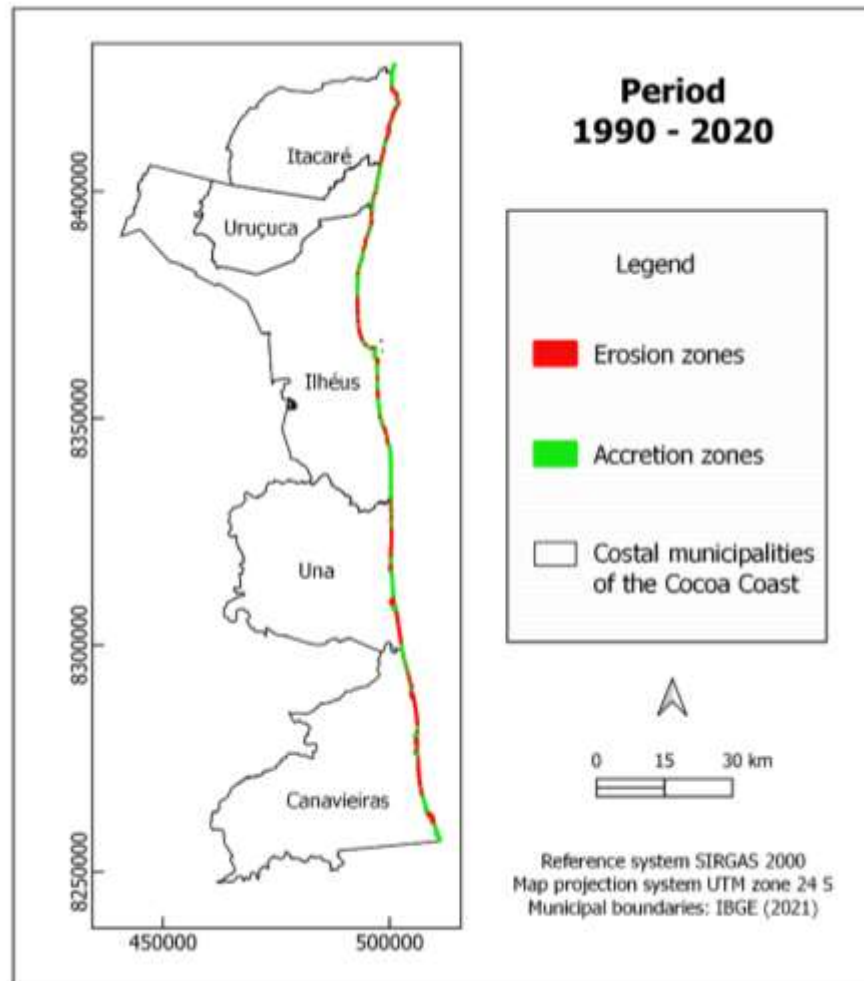 Period
1990 - 2020
Legend
Erosion zones
Accretion zones
Costal municipalities
of the Cocoa Coast
0 15 30 km
Reference system SIRGAS 2000
Map projection system UTM zone 24 S
Municipal boundaries: IBGE (2021)
Itacaré
Uruçuca
Ilhéus
Una
Canavieiras
8400000
8350000
8300000
8250000
450000 500000